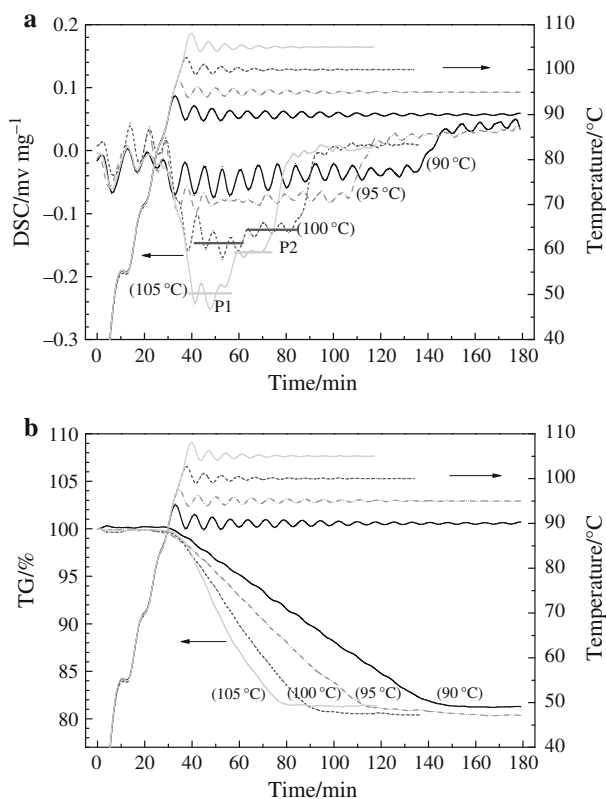 a
0.2
0.1
0.0
−0.1
−0.2
−0.3
DSC/mv mg−1
110
100
90
80
70
60
50
40
Temperature/°C
(90 °C)
(95 °C)
(100 °C)
P2
(105 °C)
P1
0 20 40 60 80 100 120 140 160 180
Time/min
b
110
105
100
95
90
85
80
TG/%
110
100
90
80
70
60
50
40
Temperature/°C
(105 °C) (100 °C) (95 °C) (90 °C)
0 20 40 60 80 100 120 140 160 180
Time/min